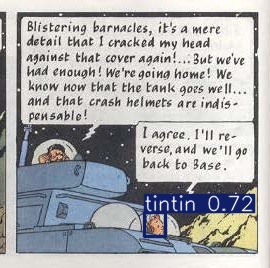 Blistering barnacles, it's a mere
detail that I cracked my head
against that cover again!... But we've
had enough! We're going home! We
know now that the tank goes well...
and that crash helmets are indis-
pensable!
I agree. I'll re-
verse, and we'll go
back to Base.
tintin 0.72